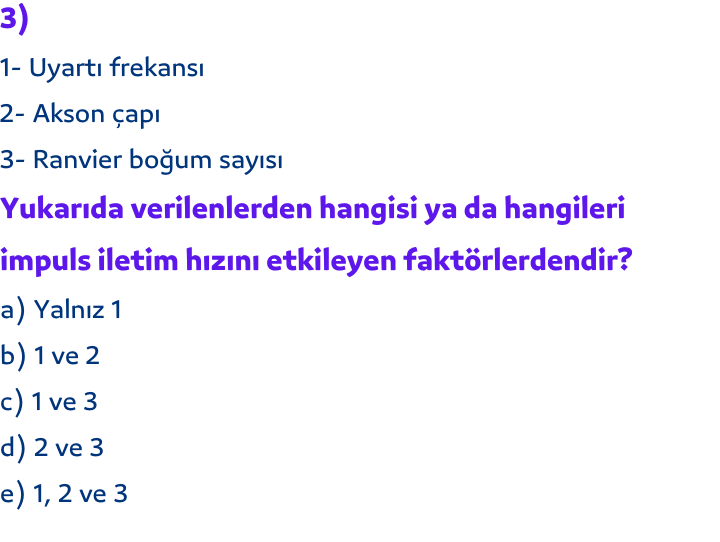 3)
1- Uyartı frekansı
2- Akson çapı
3- Ranvier boğum sayısı
Yukarıda verilenlerden hangisi ya da hangileri
impuls iletim hızını etkileyen faktörlerdendir?
a) Yalnız 1
b) 1 ve 2
c) 1 ve 3
d) 2 ve 3
e) 1, 2 ve 3